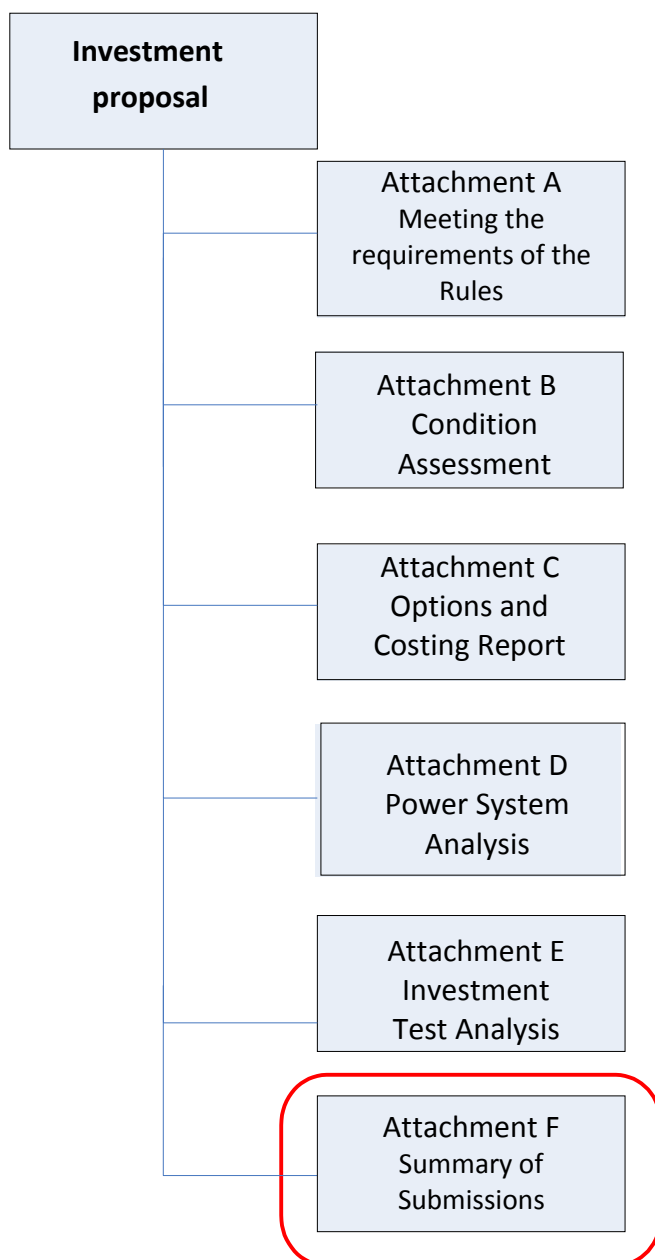 Investment
proposal
Attachment A
Meeting the
requirements of the
Rules
Attachment B
Condition
Assessment
Attachment C
Options and
Costing Report
Attachment D
Power System
Analysis
Attachment E
Investment
Test Analysis
Attachment F
Summary of
Submissions